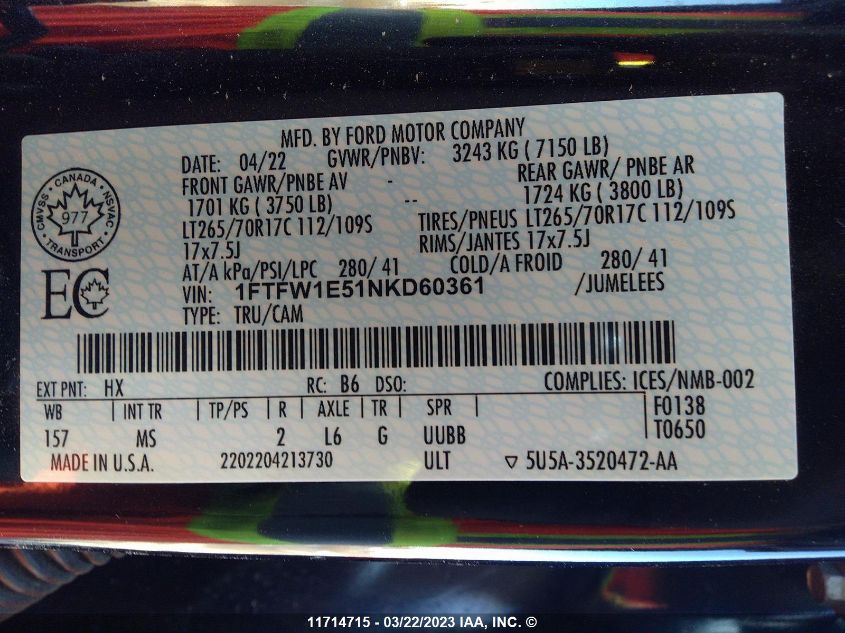 MFD. BY FORD MOTOR COMPANY
DATE: 04/22 GVWR/PNBV: 3243 KG ( 7150 LB)
FRONT GAWR/PNBE AV - REAR GAWR/ PNBE AR
1701 KG ( 3750 LB) -- 1724 KG ( 3800 LB)
LT265/70R17C 112/109S TIRES/PNEUS LT265/70R17C 112/109S
17x7.5J RIMS/JANTES 17x7.5J
AT/A kPa/PSI/LPC 280/ 41 COLD/A FROID 280/ 41
VIN: 1FTFW1E51NKD60361 /JUMELEES
TYPE: TRU/CAM
CANADA
CMVSS NSVAC
977
TRANSPORT
EC
EXT PNT: HX RC: B6 DSO: COMPLIES: ICES/NMB-002
WB INT TR TP/PS R AXLE TR SPR F0138
157 MS 2 L6 G UUBB T0650
MADE IN U.S.A. 2202204213730 ULT ▽ 5U5A-3520472-AA
11714715 - 03/22/2023 IAA, INC. ©